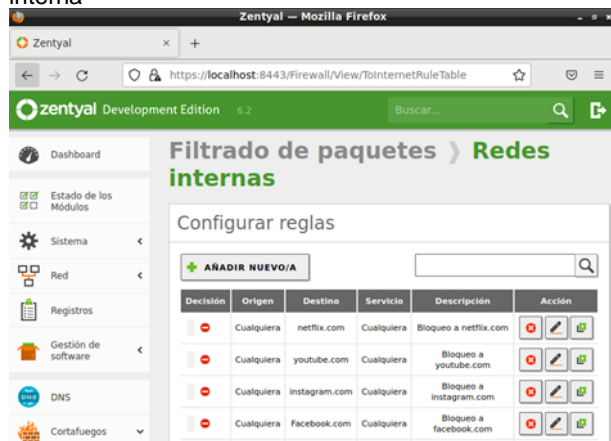 interna
Zentyal — Mozilla Firefox
Zentyal
https://localhost:8443/Firewall/View/ToInternetRuleTable
zentyal Development Edition 6.2
Buscar...
Dashboard
Estado de los
Módulos
Sistema
Red
Registros
Gestión de
software
DNS
Cortafuegos
Filtrado de paquetes ❭ Redes
internas
Configurar reglas
AÑADIR NUEVO/A
Decisión Origen Destino Servicio Descripción Acción
Cualquiera netflix.com Cualquiera Bloqueo a netflix.com
Cualquiera youtube.com Cualquiera Bloqueo a
youtube.com
Cualquiera instagram.com Cualquiera Bloqueo a
instagram.com
Cualquiera Facebook.com Cualquiera Bloqueo a
facebook.com